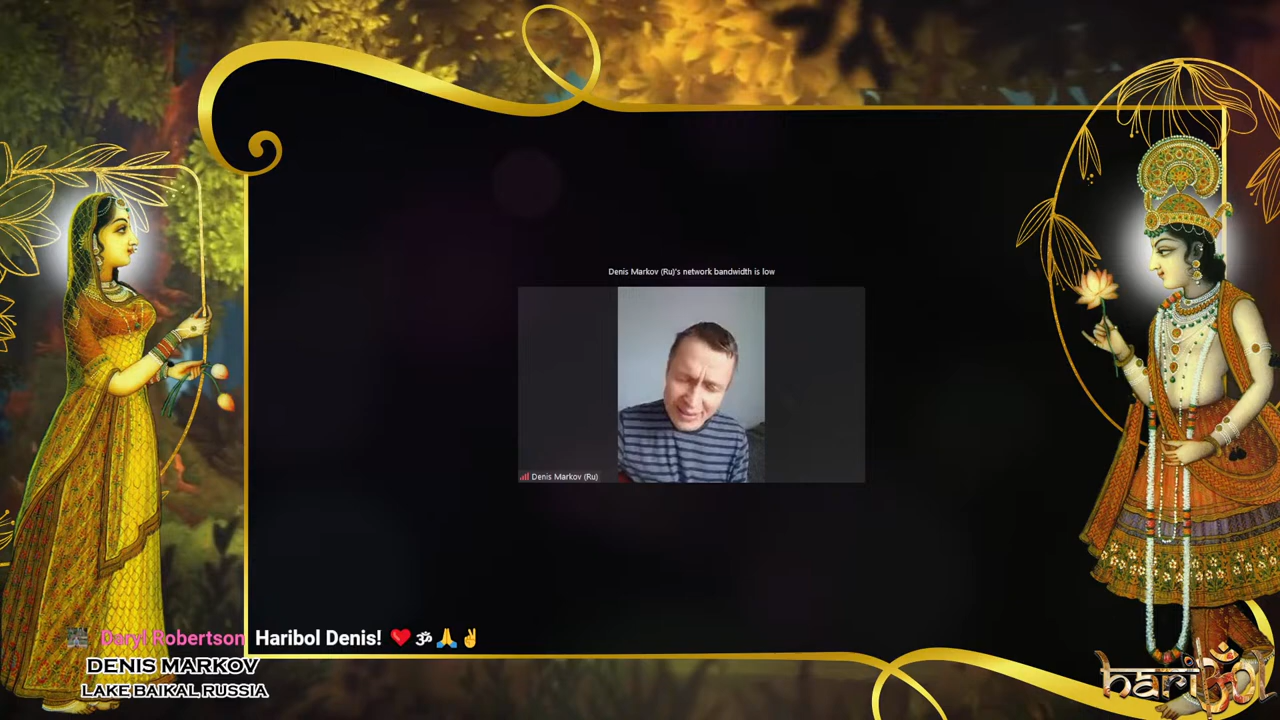 Denis Markov (Ru)'s network bandwidth is low
Denis Markov (Ru)
Daryl Robertson Haribol Denis! ❤️🕉🙏✌
DENIS MARKOV
LAKE BAIKAL RUSSIA
haribol